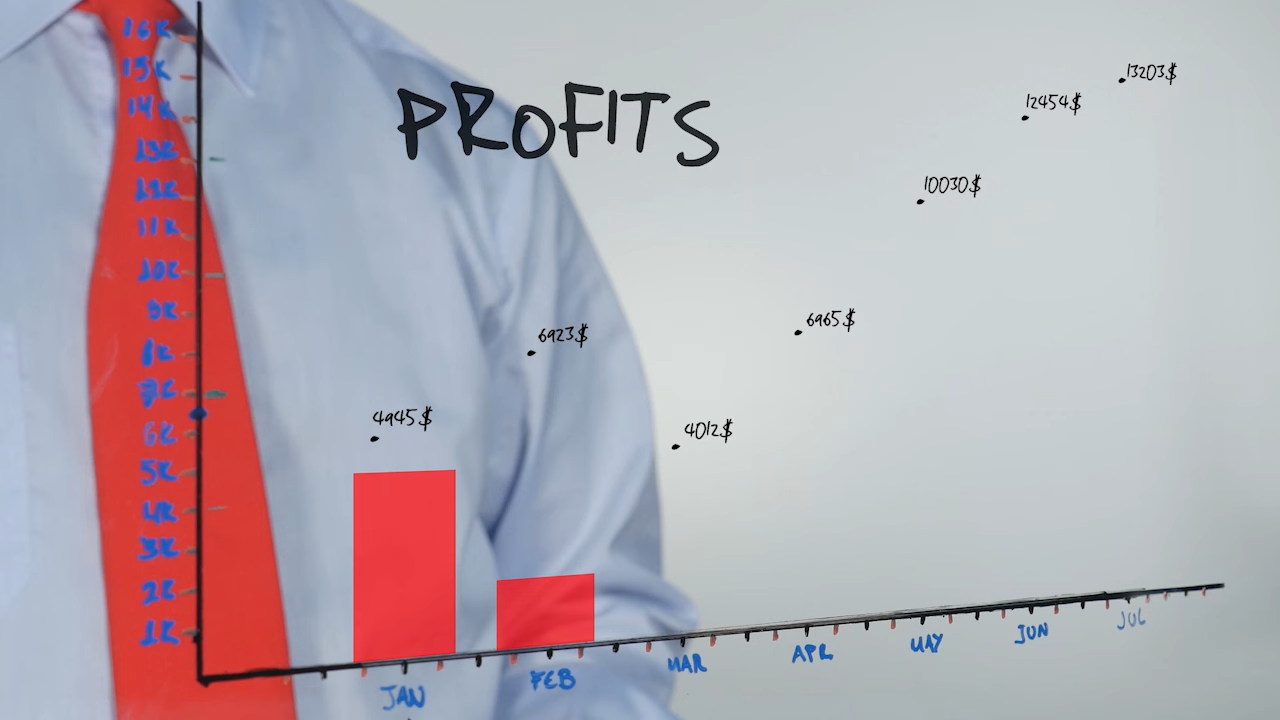 PROFITS
16K
15K
14K
13K
12K
11K
10K
9K
8K
7K
6K
5K
4K
3K
2K
1K
4945$
6923$
4012$
6965$
10030$
12454$
13203$
JAN
FEB
MAR
APR
MAY
JUN
JUL